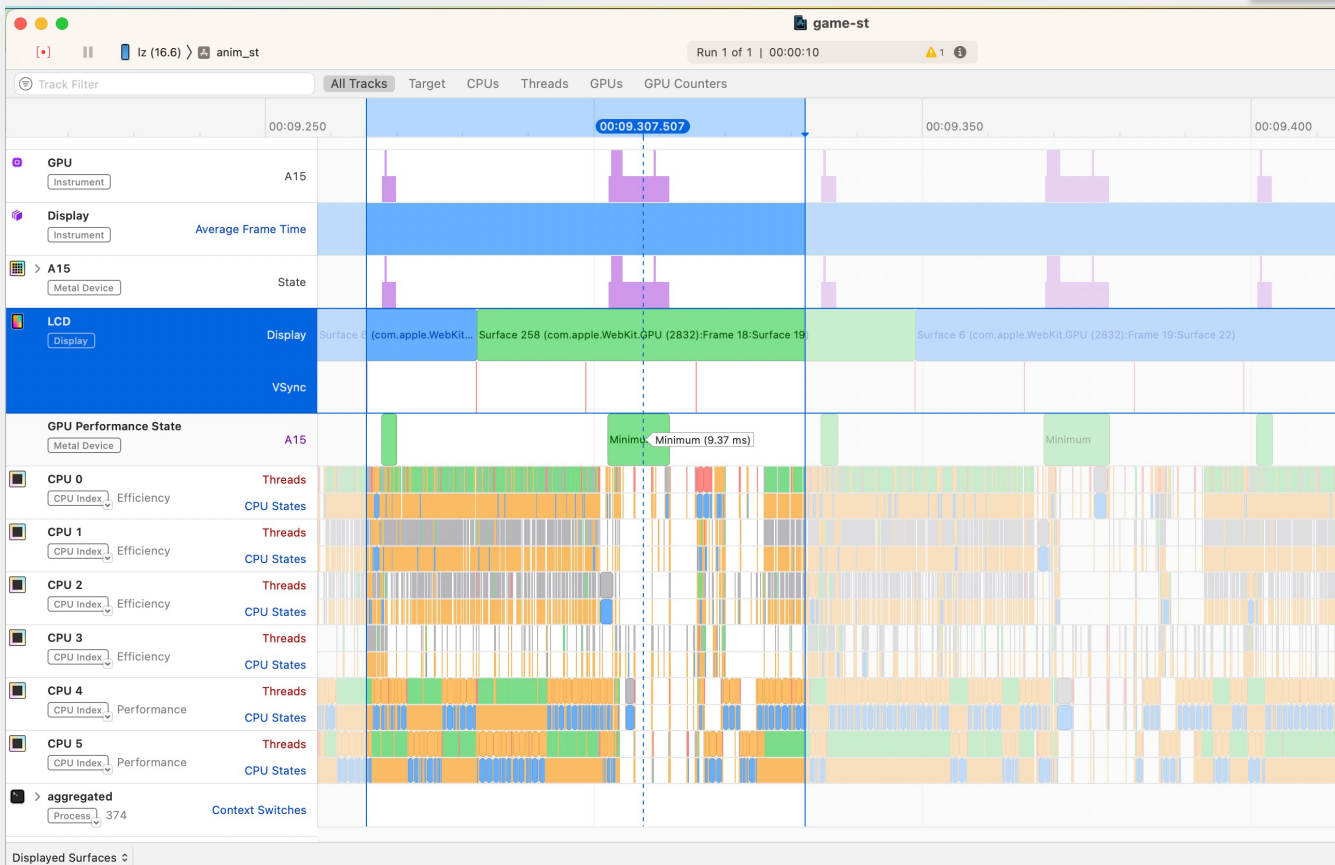 game-st
Iz (16.6) 〉 anim_st
Run 1 of 1 | 00:00:10
1
Track Filter
All Tracks Target CPUs Threads GPUs GPU Counters
00:09.250 00:09.307.507 00:09.350 00:09.400
GPU
Instrument
A15
Display
Instrument
Average Frame Time
A15
Metal Device
State
LCD
Display
Display
Surface 6 (com.apple.WebKit... Surface 258 (com.apple.WebKit.GPU (2832):Frame 18:Surface 19) Surface 6 (com.apple.WebKit.GPU (2832):Frame 19:Surface 22)
VSync
GPU Performance State
Metal Device
A15
Minimu Minimum (9.37 ms) Minimum
CPU 0
CPU Index Efficiency
Threads
CPU States
CPU 1
CPU Index Efficiency
Threads
CPU States
CPU 2
CPU Index Efficiency
Threads
CPU States
CPU 3
CPU Index Efficiency
Threads
CPU States
CPU 4
CPU Index Performance
Threads
CPU States
CPU 5
CPU Index Performance
Threads
CPU States
aggregated
Process 374
Context Switches
Displayed Surfaces